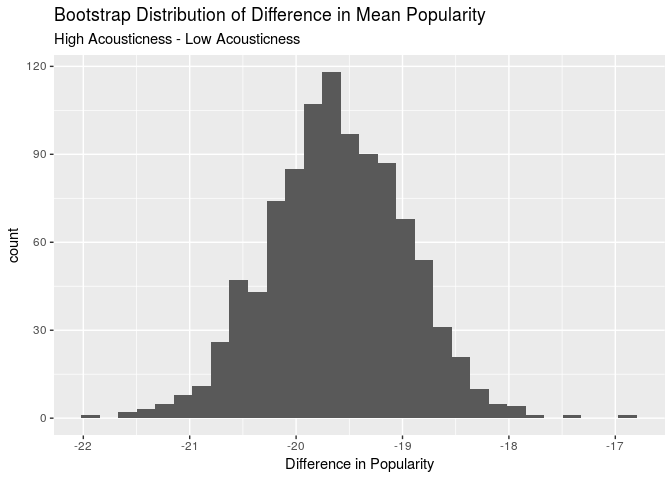 Bootstrap Distribution of Difference in Mean Popularity
High Acousticness - Low Acousticness
120
90
60
30
0
count
-22
-21
-20
-19
-18
-17
Difference in Popularity